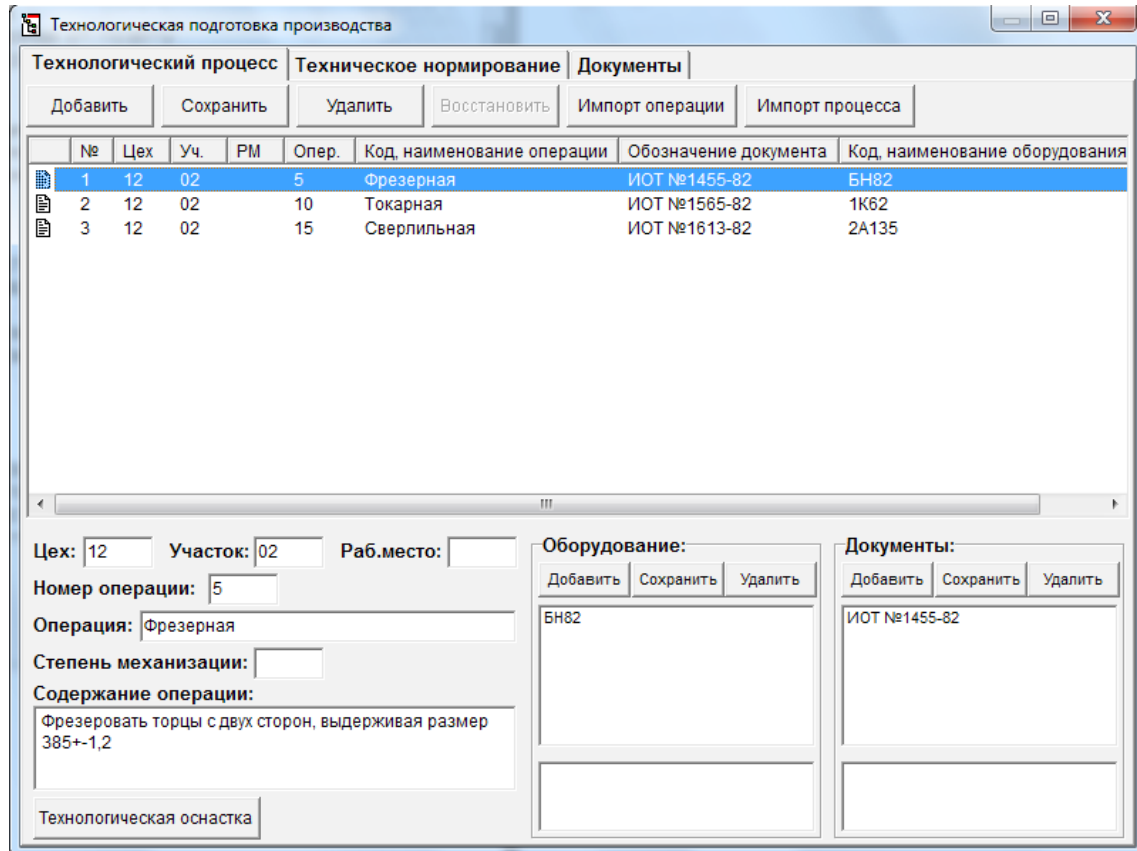 Технологическая подготовка производства
Технологический процесс Техническое нормирование Документы
Добавить Сохранить Удалить Восстановить Импорт операции Импорт процесса
№ Цех Уч. РМ Опер. Код, наименование операции Обозначение документа Код, наименование оборудования
1 12 02 5 Фрезерная ИОТ №1455-82 БН82
2 12 02 10 Токарная ИОТ №1565-82 1К62
3 12 02 15 Сверлильная ИОТ №1613-82 2А135
Цех: 12 Участок: 02 Раб.место:
Номер операции: 5
Операция: Фрезерная
Степень механизации:
Содержание операции:
Фрезеровать торцы с двух сторон, выдерживая размер
385+-1,2
Технологическая оснастка
Оборудование:
Добавить Сохранить Удалить
БН82
Документы:
Добавить Сохранить Удалить
ИОТ №1455-82